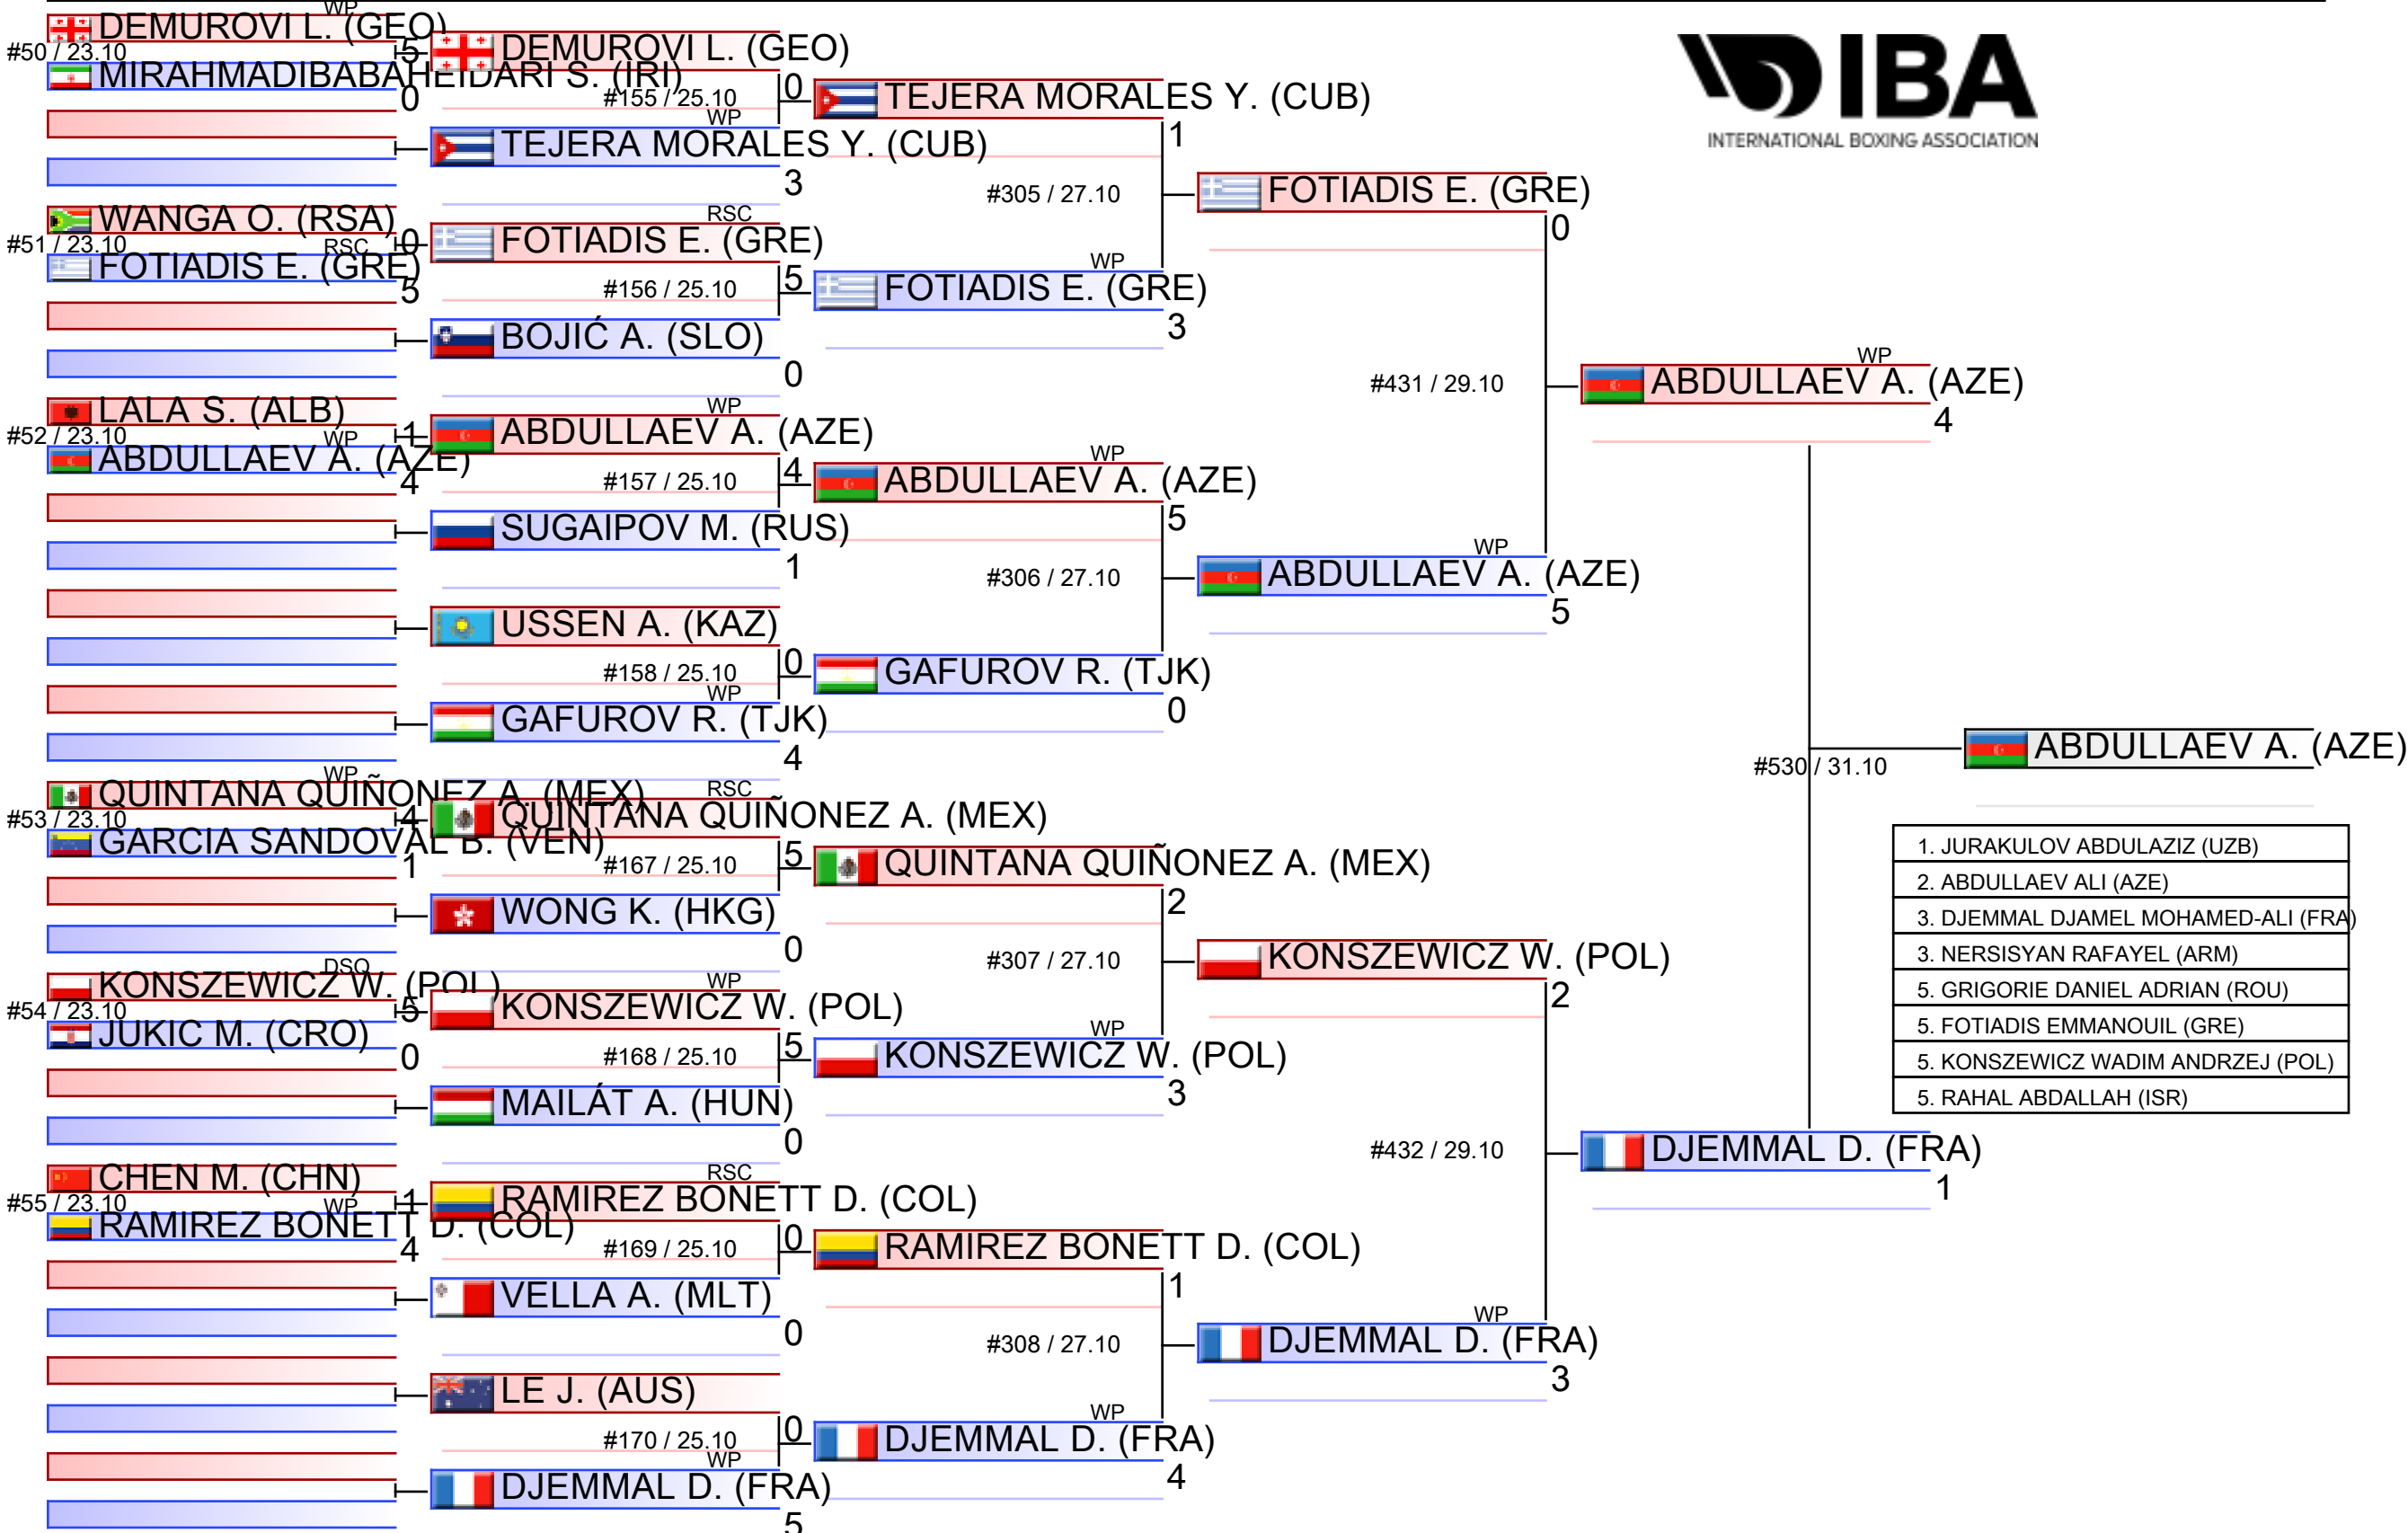 IBA
INTERNATIONAL BOXING ASSOCIATION
WP
DEMUROVI L. (GEO)
5
#50 / 23.10
MIRAHMADIBABAHEIDARI S. (IRI)
0
WANGA O. (RSA)
0
#51 / 23.10
RSC
FOTIADIS E. (GRE)
5
LALA S. (ALB)
1
#52 / 23.10
WP
ABDULLAEV A. (AZE)
4
WP
QUINTANA QUIÑONEZ A. (MEX)
4
#53 / 23.10
GARCIA SANDOVAL B. (VEN)
1
DSQ
KONSZEWICZ W. (POL)
5
#54 / 23.10
JUKIC M. (CRO)
0
CHEN M. (CHN)
1
#55 / 23.10
WP
RAMIREZ BONETT D. (COL)
4
DEMUROVI L. (GEO)
0
#155 / 25.10
WP
TEJERA MORALES Y. (CUB)
3
RSC
FOTIADIS E. (GRE)
5
#156 / 25.10
BOJIĆ A. (SLO)
0
WP
ABDULLAEV A. (AZE)
4
#157 / 25.10
SUGAIPOV M. (RUS)
1
USSEN A. (KAZ)
0
#158 / 25.10
WP
GAFUROV R. (TJK)
4
RSC
QUINTANA QUIÑONEZ A. (MEX)
5
#167 / 25.10
WONG K. (HKG)
0
WP
KONSZEWICZ W. (POL)
5
#168 / 25.10
MAILÁT A. (HUN)
0
RSC
RAMIREZ BONETT D. (COL)
0
#169 / 25.10
VELLA A. (MLT)
0
LE J. (AUS)
0
#170 / 25.10
WP
DJEMMAL D. (FRA)
5
TEJERA MORALES Y. (CUB)
1
#305 / 27.10
WP
FOTIADIS E. (GRE)
3
WP
ABDULLAEV A. (AZE)
5
#306 / 27.10
GAFUROV R. (TJK)
0
QUINTANA QUIÑONEZ A. (MEX)
2
#307 / 27.10
WP
KONSZEWICZ W. (POL)
3
RAMIREZ BONETT D. (COL)
1
#308 / 27.10
WP
DJEMMAL D. (FRA)
4
FOTIADIS E. (GRE)
0
#431 / 29.10
WP
ABDULLAEV A. (AZE)
5
KONSZEWICZ W. (POL)
2
#432 / 29.10
WP
DJEMMAL D. (FRA)
3
WP
ABDULLAEV A. (AZE)
4
#530 / 31.10
DJEMMAL D. (FRA)
1
ABDULLAEV A. (AZE)
1. JURAKULOV ABDULAZIZ (UZB)
2. ABDULLAEV ALI (AZE)
3. DJEMMAL DJAMEL MOHAMED-ALI (FRA)
3. NERSISYAN RAFAYEL (ARM)
5. GRIGORIE DANIEL ADRIAN (ROU)
5. FOTIADIS EMMANOUIL (GRE)
5. KONSZEWICZ WADIM ANDRZEJ (POL)
5. RAHAL ABDALLAH (ISR)